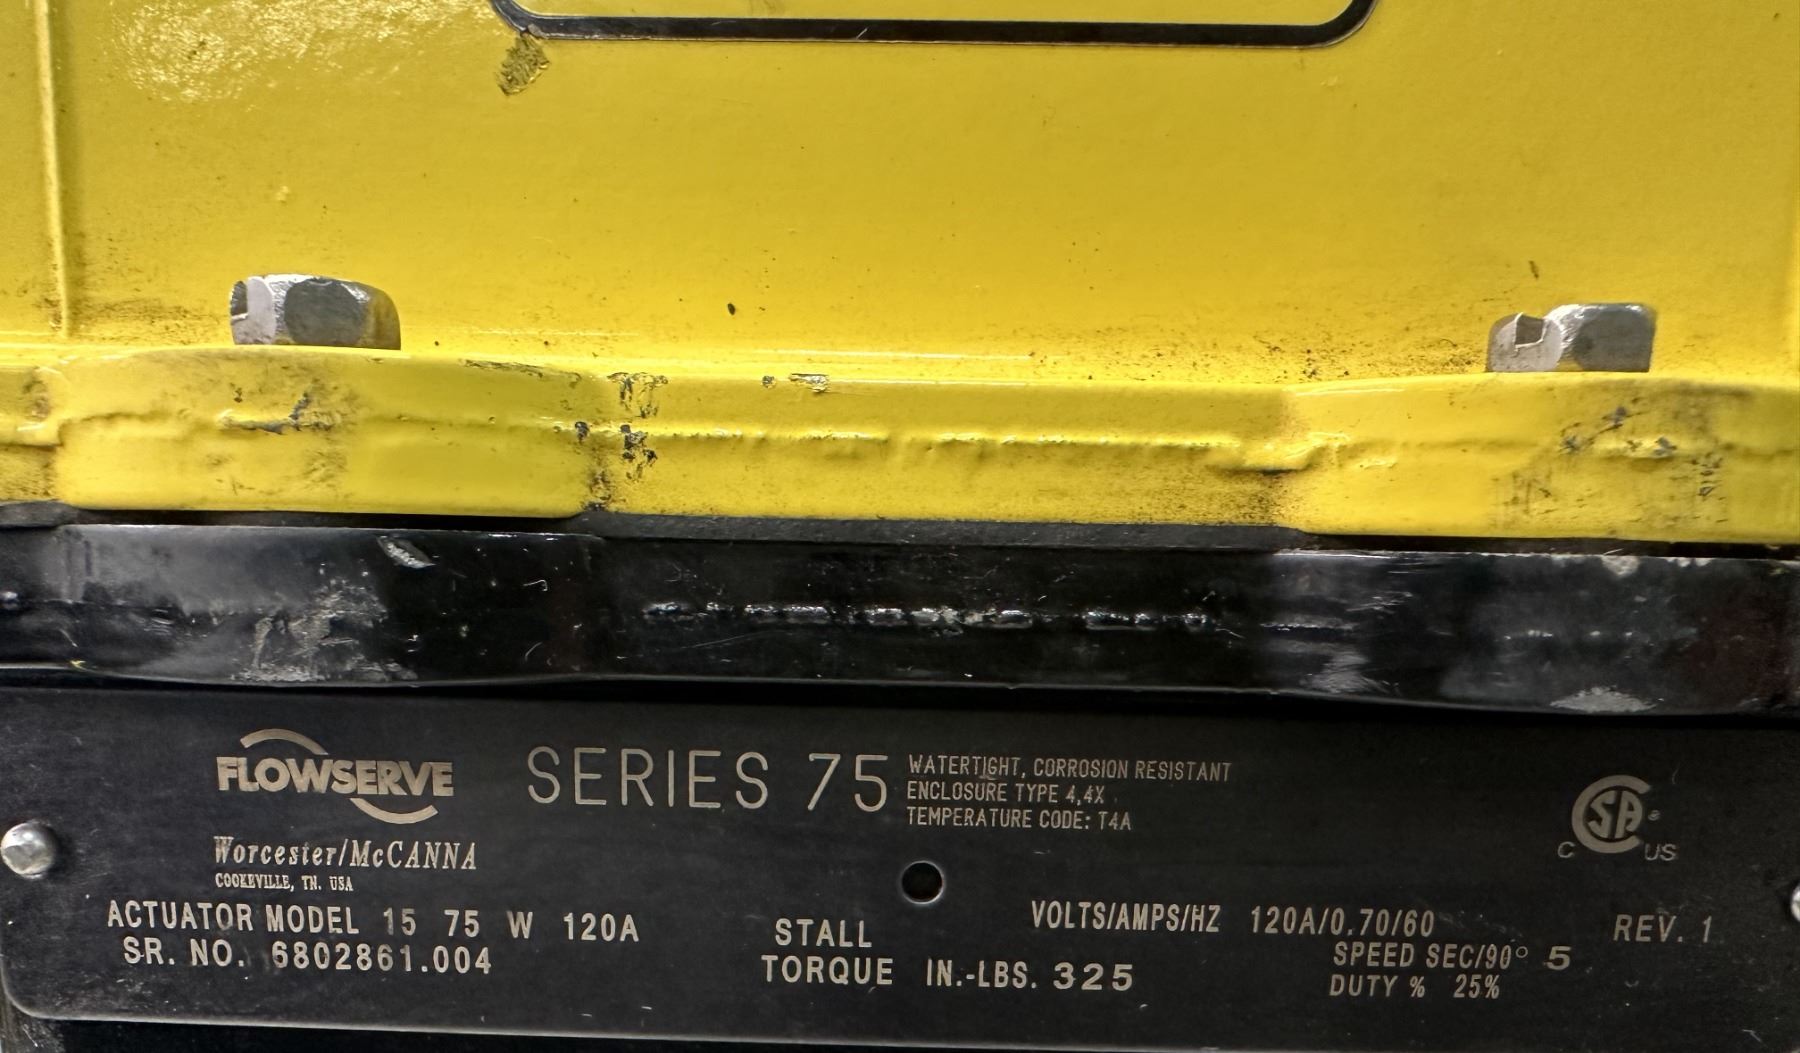 FLOWSERVE
SERIES 75
WATERTIGHT, CORROSION RESISTANT
ENCLOSURE TYPE 4,4X
TEMPERATURE CODE: T4A
Worcester/McCANNA
COOKEVILLE, TN. USA
CSA ®
C US
ACTUATOR MODEL 15 75 W 120A
SR. NO. 6802861.004
STALL
TORQUE IN.-LBS. 325
VOLTS/AMPS/HZ 120A/0.70/60
SPEED SEC/90° 5
DUTY % 25%
REV. 1